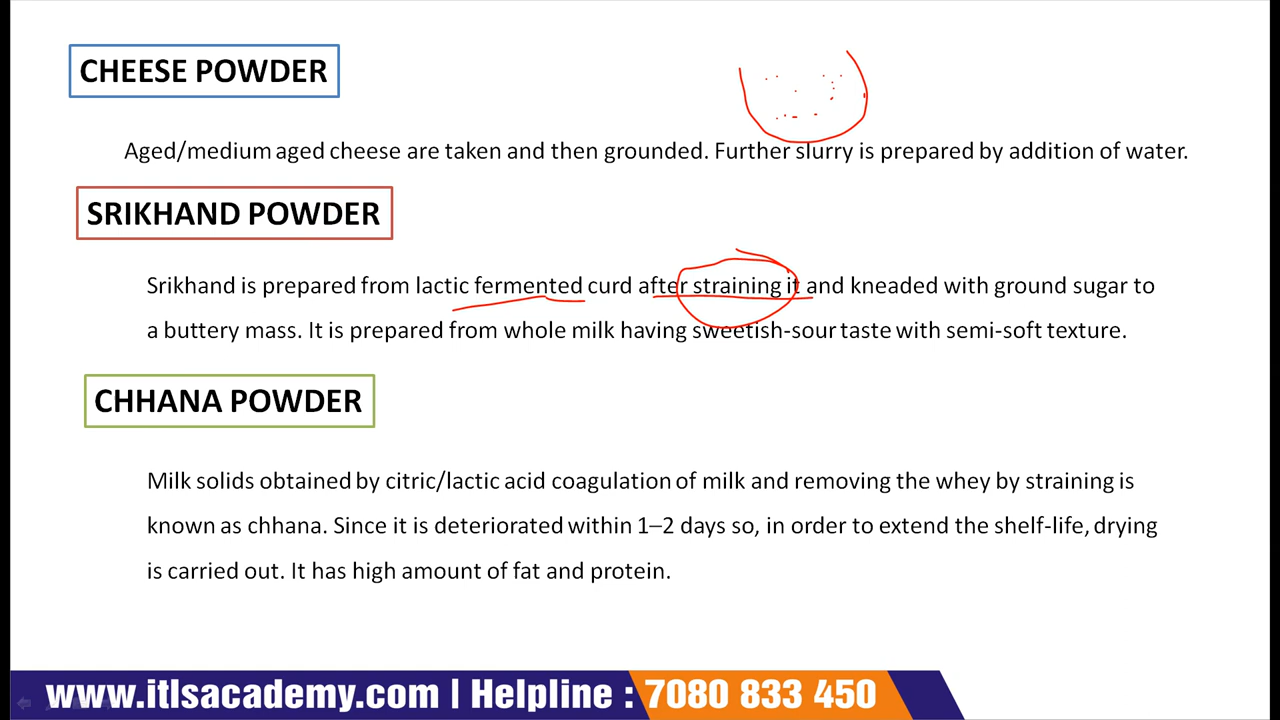 CHEESE POWDER
Aged/medium aged cheese are taken and then grounded. Further slurry is prepared by addition of water.
SRIKHAND POWDER
Srikhand is prepared from lactic fermented curd after straining it and kneaded with ground sugar to
a buttery mass. It is prepared from whole milk having sweetish-sour taste with semi-soft texture.
CHHANA POWDER
Milk solids obtained by citric/lactic acid coagulation of milk and removing the whey by straining is
known as chhana. Since it is deteriorated within 1–2 days so, in order to extend the shelf-life, drying
is carried out. It has high amount of fat and protein.
www.itlsacademy.com | Helpline : 7080 833 450